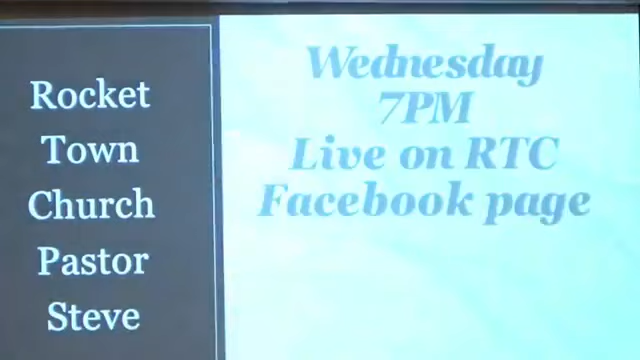 Rocket
Town
Church
Pastor
Steve
Wednesday
7PM
Live on RTC
Facebook page